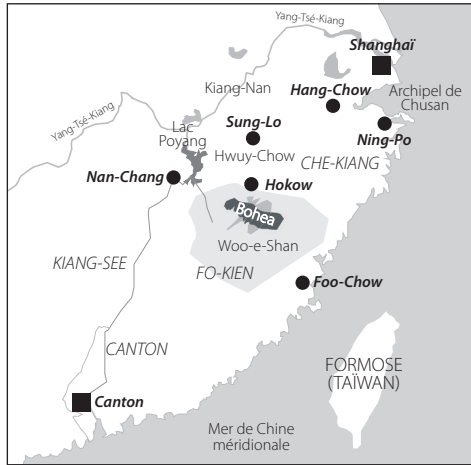 Yang-Tsé-Kiang
Shanghaï
Kiang-Nan
Hang-Chow
Archipel de
Chusan
Yang-Tsé-Kiang
Lac
Poyang
Sung-Lo
Ning-Po
Hwuy-Chow
CHE-KIANG
Nan-Chang
Hokow
Bohea
Woo-e-Shan
KIANG-SEE
FO-KIEN
Foo-Chow
CANTON
FORMOSE
(TAÏWAN)
Canton
Mer de Chine
méridionale